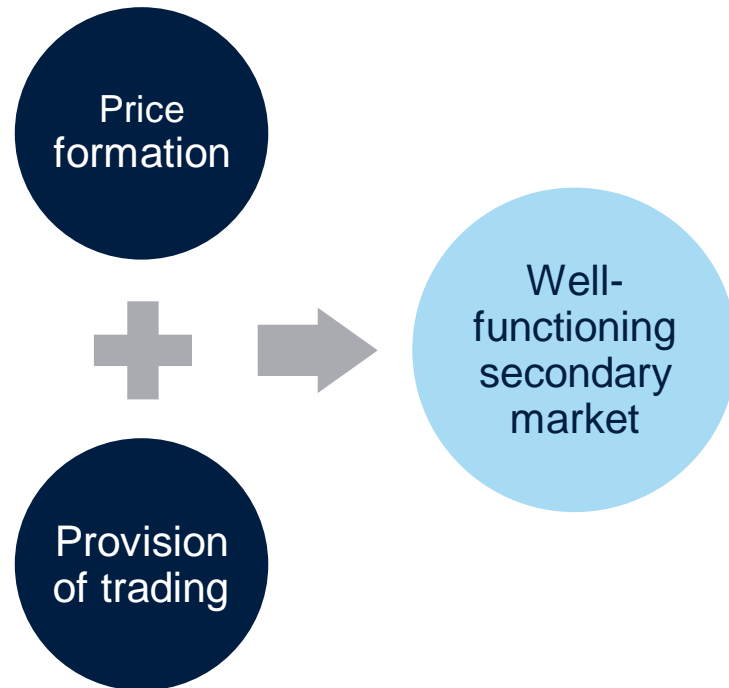 Price
formation
Well-
functioning
secondary
market
Provision
of trading